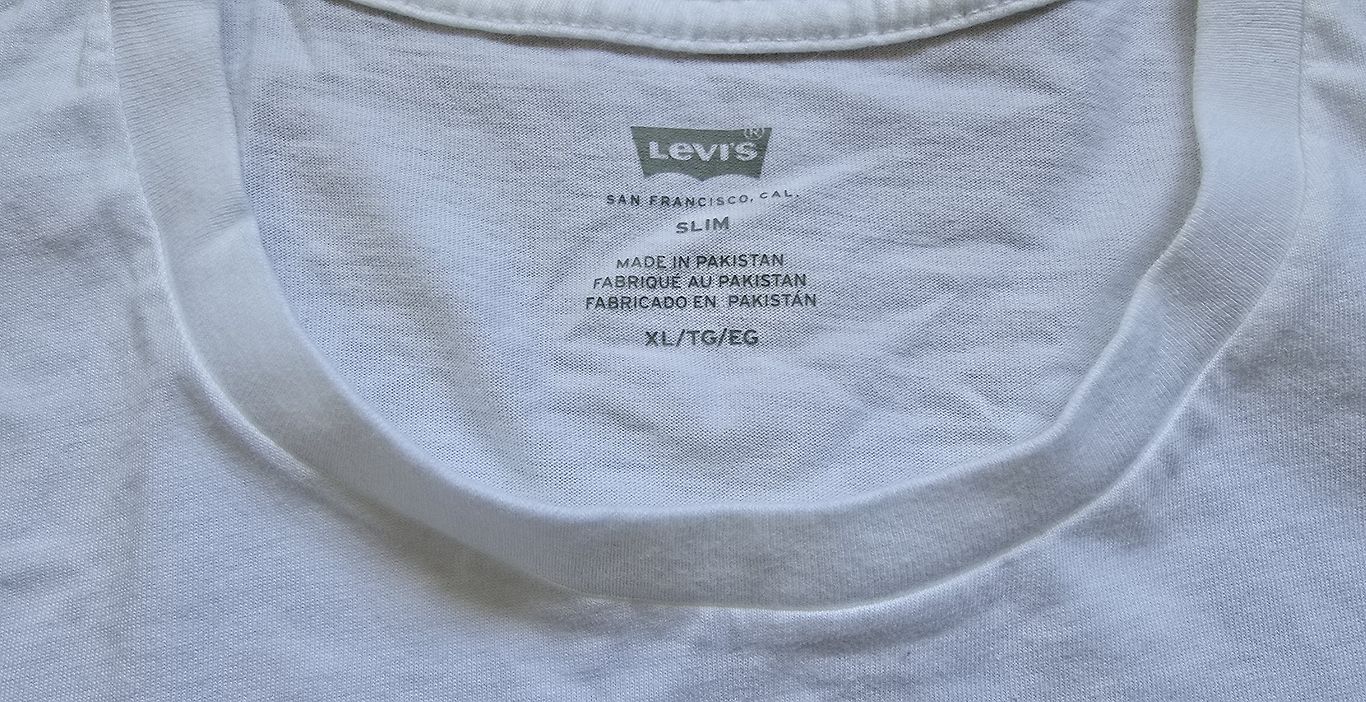 Levi's®
SAN FRANCISCO, CAL.
SLIM
MADE IN PAKISTAN
FABRIQUÉ AU PAKISTAN
FABRICADO EN PAKISTÁN
XL/TG/EG